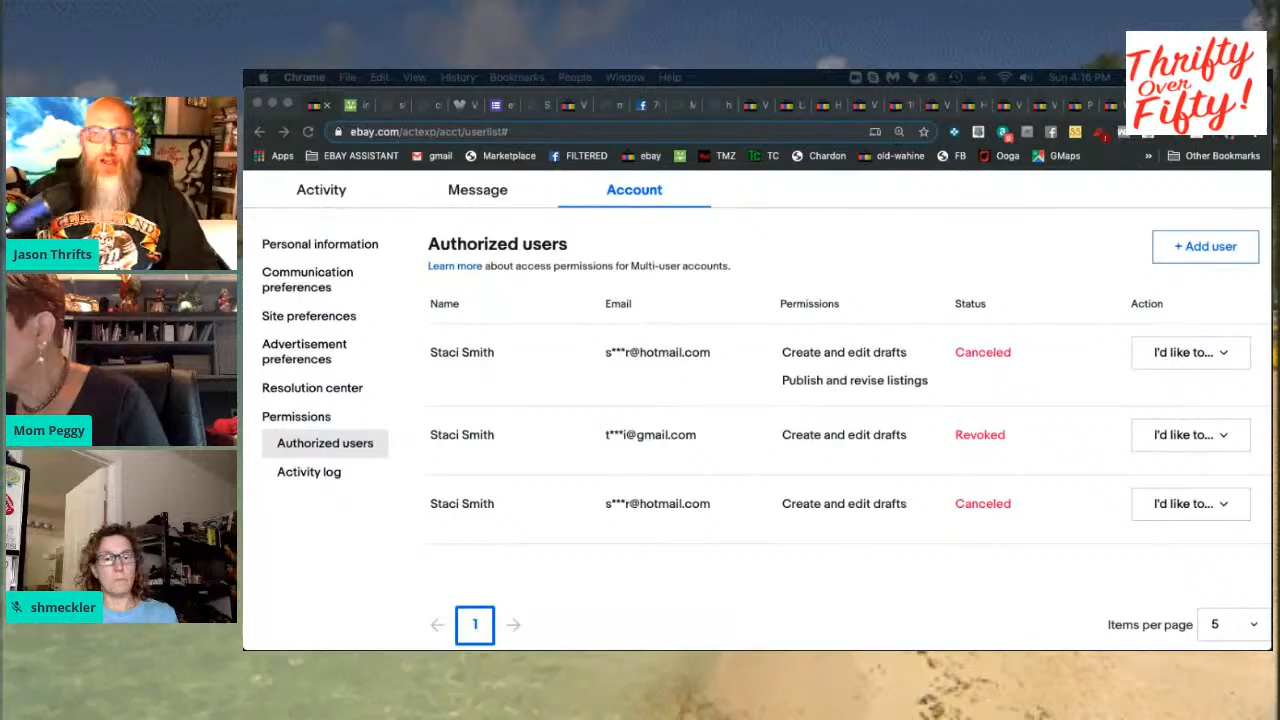 Thrifty
Over
Fifty!
Chrome File Edit View History Bookmarks People Window Help
Sun 4:16 PM
ebay.com/actexp/acct/userlist#
Apps EBAY ASSISTANT gmail Marketplace FILTERED ebay TMZ TC Chardon old-wahine FB Ooga GMaps » Other Bookmarks
Activity Message Account
Personal information
Communication
preferences
Site preferences
Advertisement
preferences
Resolution center
Permissions
Authorized users
Activity log
Authorized users
+ Add user
Learn more about access permissions for Multi-user accounts.
Name Email Permissions Status Action
Staci Smith s***r@hotmail.com Create and edit drafts Canceled I'd like to...
Publish and revise listings
Staci Smith t***i@gmail.com Create and edit drafts Revoked I'd like to...
Staci Smith s***r@hotmail.com Create and edit drafts Canceled I'd like to...
1
Items per page 5
Jason Thrifts
Mom Peggy
shmeckler